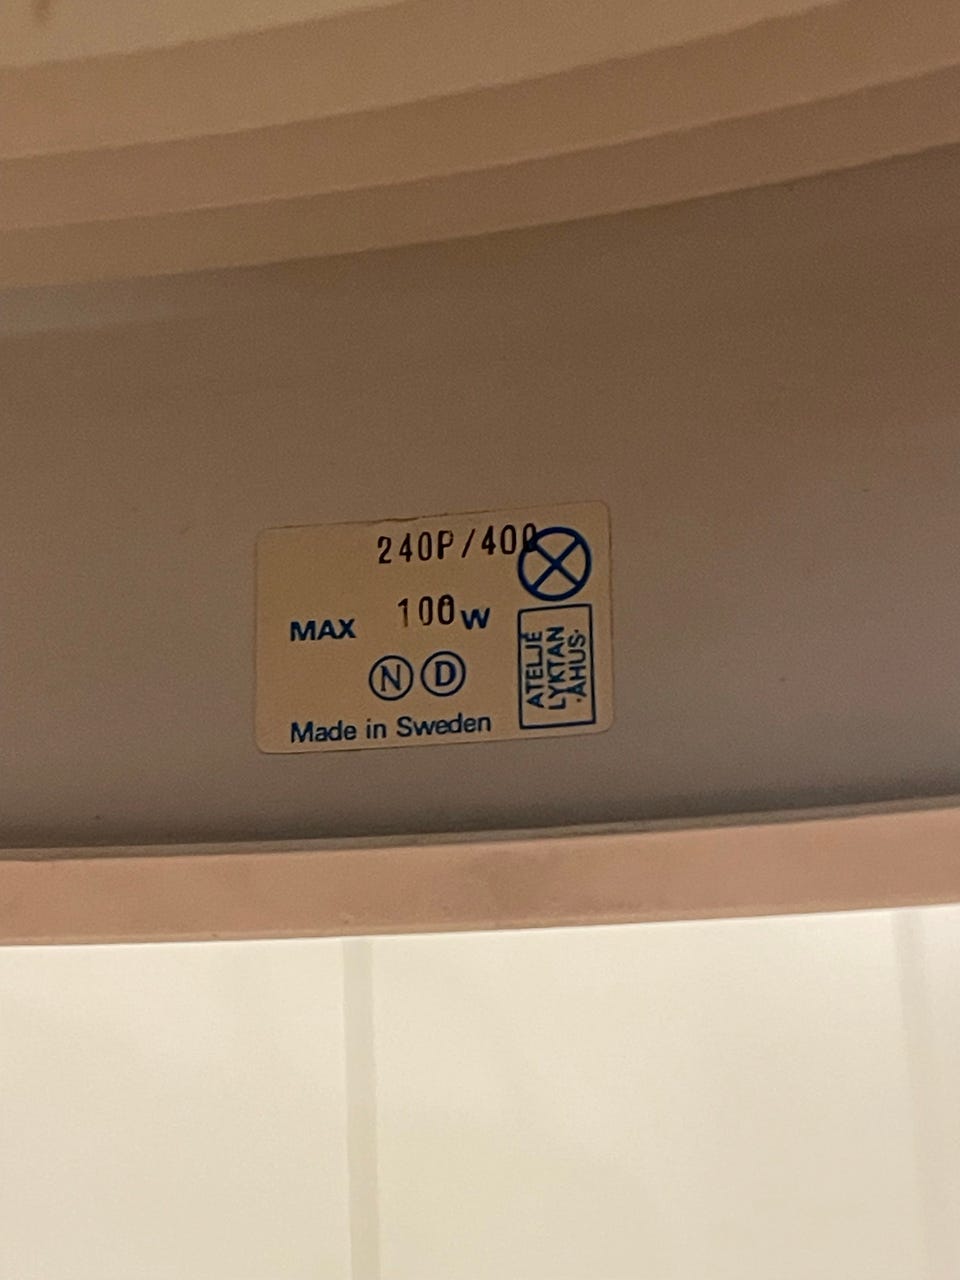 240P/400
MAX 100W
N D
Made in Sweden
ATELJÉ
LYKTAN
·ÅHUS·